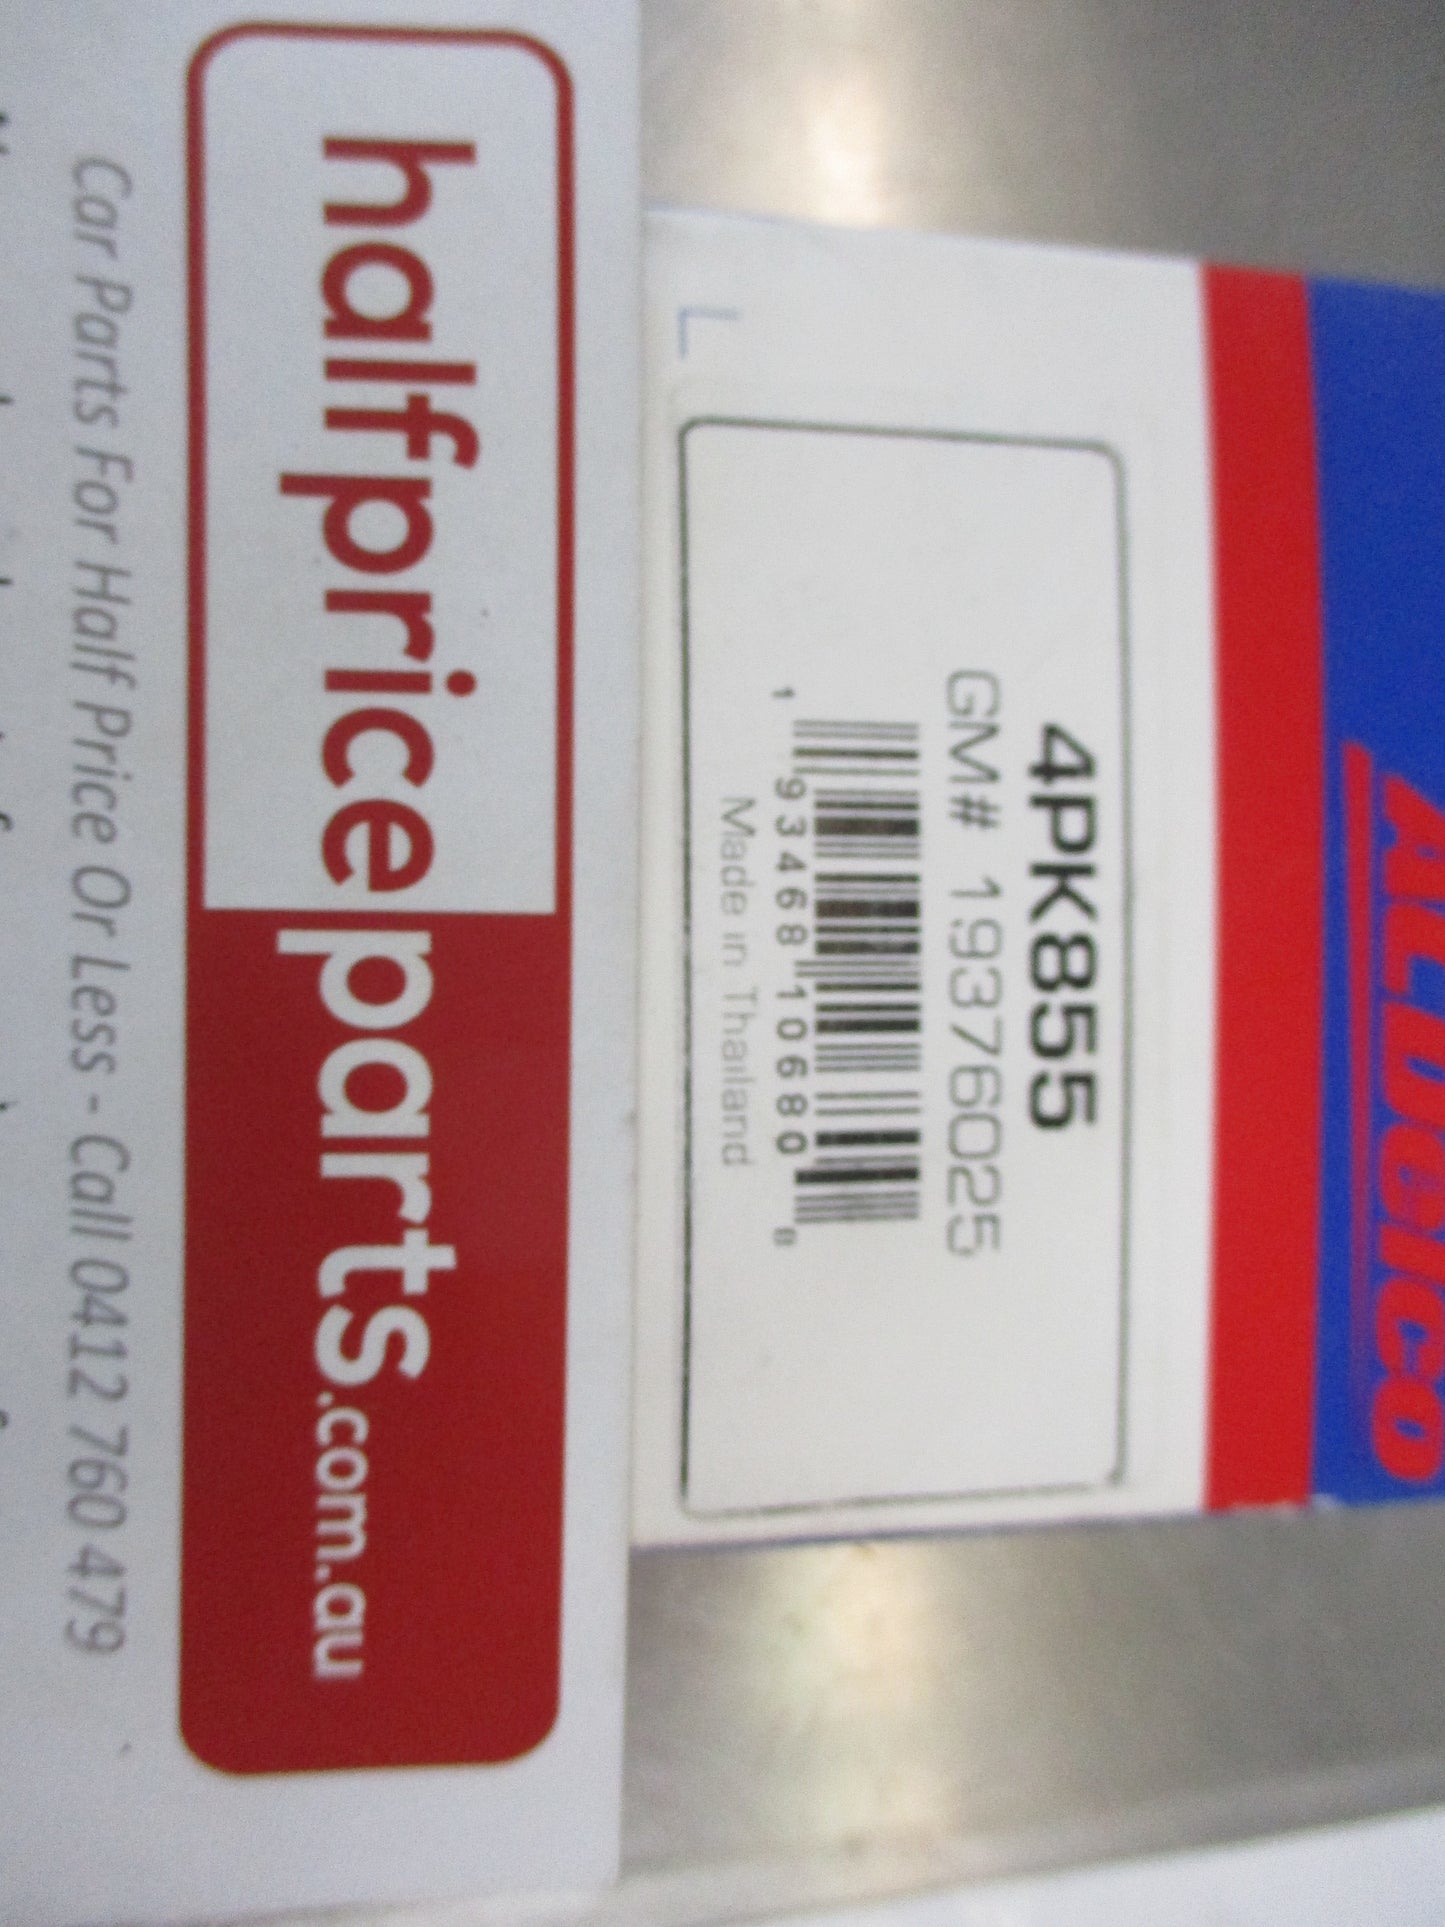 ACDelco
4PK855
GM# 19376025
1 93468 10680 8
Made in Thailand
halfpriceparts.com.au
Car Parts For Half Price Or Less - Call 0412 760 479